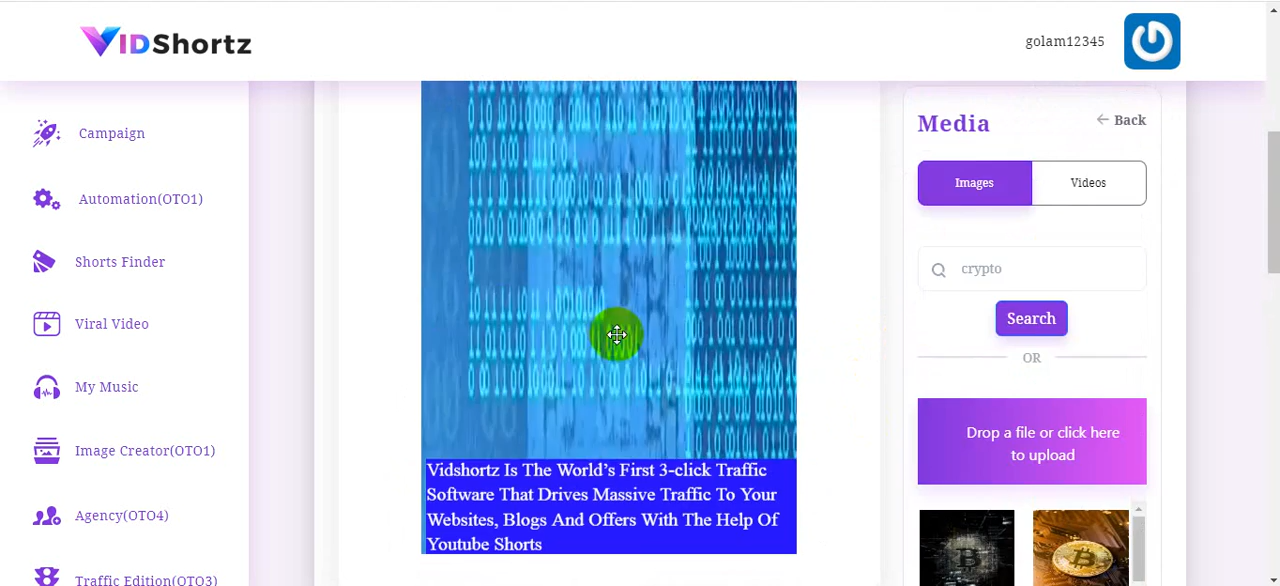 VIDShortz
golam12345
Campaign
Automation(OTO1)
Shorts Finder
Viral Video
My Music
Image Creator(OTO1)
Agency(OTO4)
Traffic Edition(OTO3)
Vidshortz Is The World’s First 3-click Traffic
Software That Drives Massive Traffic To Your
Websites, Blogs And Offers With The Help Of
Youtube Shorts
Media
Back
Images
Videos
crypto
Search
OR
Drop a file or click here
to upload